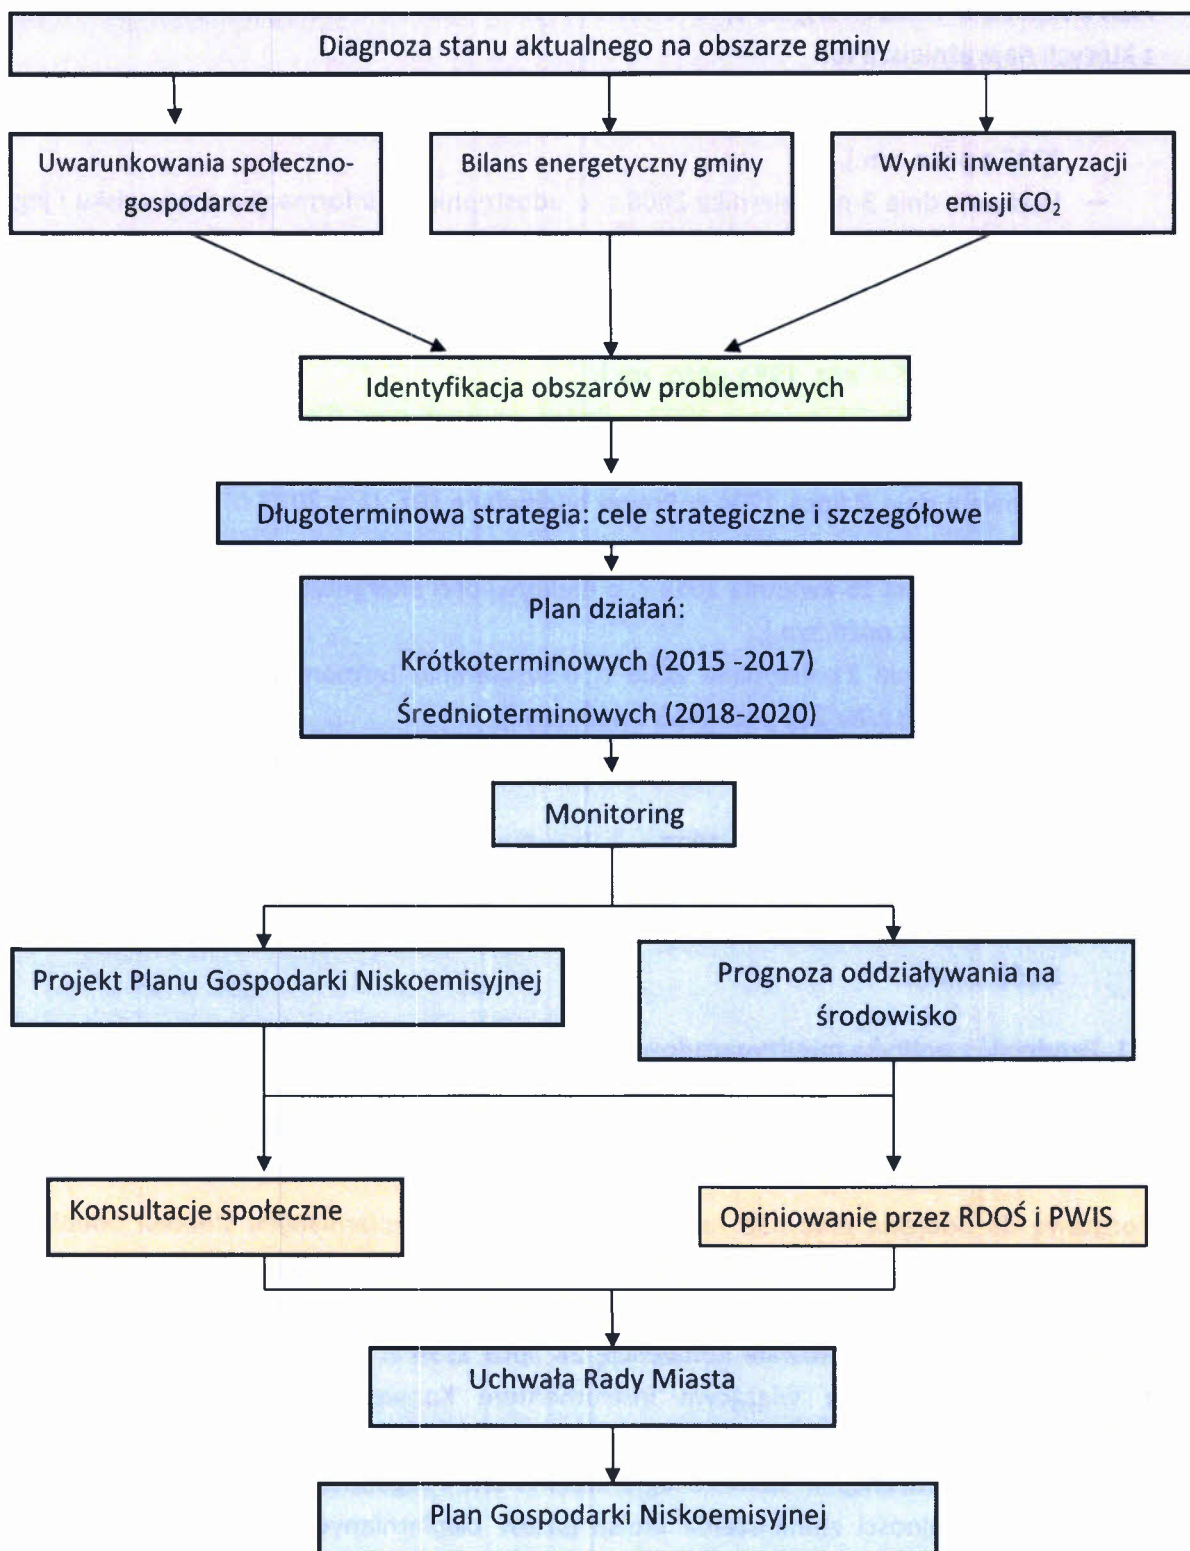 Diagnoza stanu aktualnego na obszarze gminy
Uwarunkowania społeczno-
gospodarcze
Bilans energetyczny gminy
Wyniki inwentaryzacji
emisji CO₂
Identyfikacja obszarów problemowych
Długoterminowa strategia: cele strategiczne i szczegółowe
Plan działań:
Krótkoterminowych (2015 -2017)
Średnioterminowych (2018-2020)
Monitoring
Projekt Planu Gospodarki Niskoemisyjnej
Prognoza oddziaływania na
środowisko
Konsultacje społeczne
Opiniowanie przez RDOŚ i PWIS
Uchwała Rady Miasta
Plan Gospodarki Niskoemisyjnej